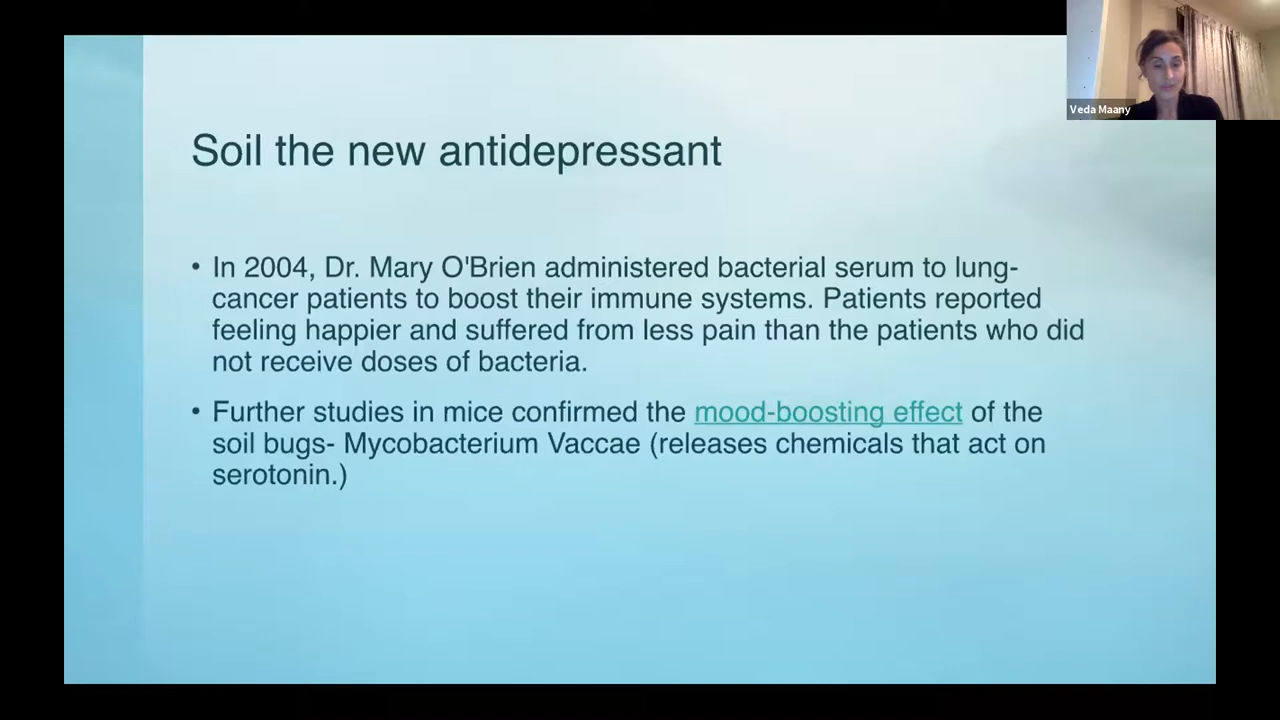 Veda Maany
Soil the new antidepressant
• In 2004, Dr. Mary O'Brien administered bacterial serum to lung-
cancer patients to boost their immune systems. Patients reported
feeling happier and suffered from less pain than the patients who did
not receive doses of bacteria.
• Further studies in mice confirmed the mood-boosting effect of the
soil bugs- Mycobacterium Vaccae (releases chemicals that act on
serotonin.)